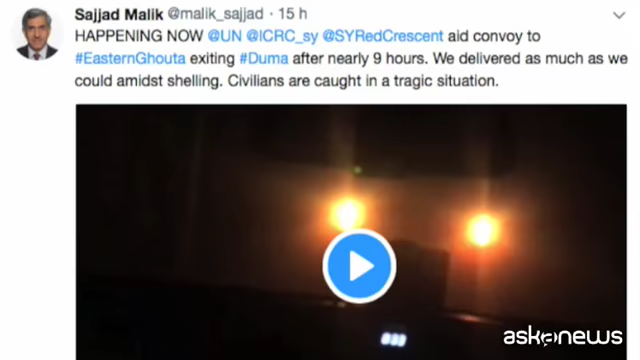 Sajjad Malik @malik_sajjad · 15 h
HAPPENING NOW @UN @ICRC_sy @SYRedCrescent aid convoy to
#EasternGhouta exiting #Duma after nearly 9 hours. We delivered as much as we
could amidst shelling. Civilians are caught in a tragic situation.
askanews